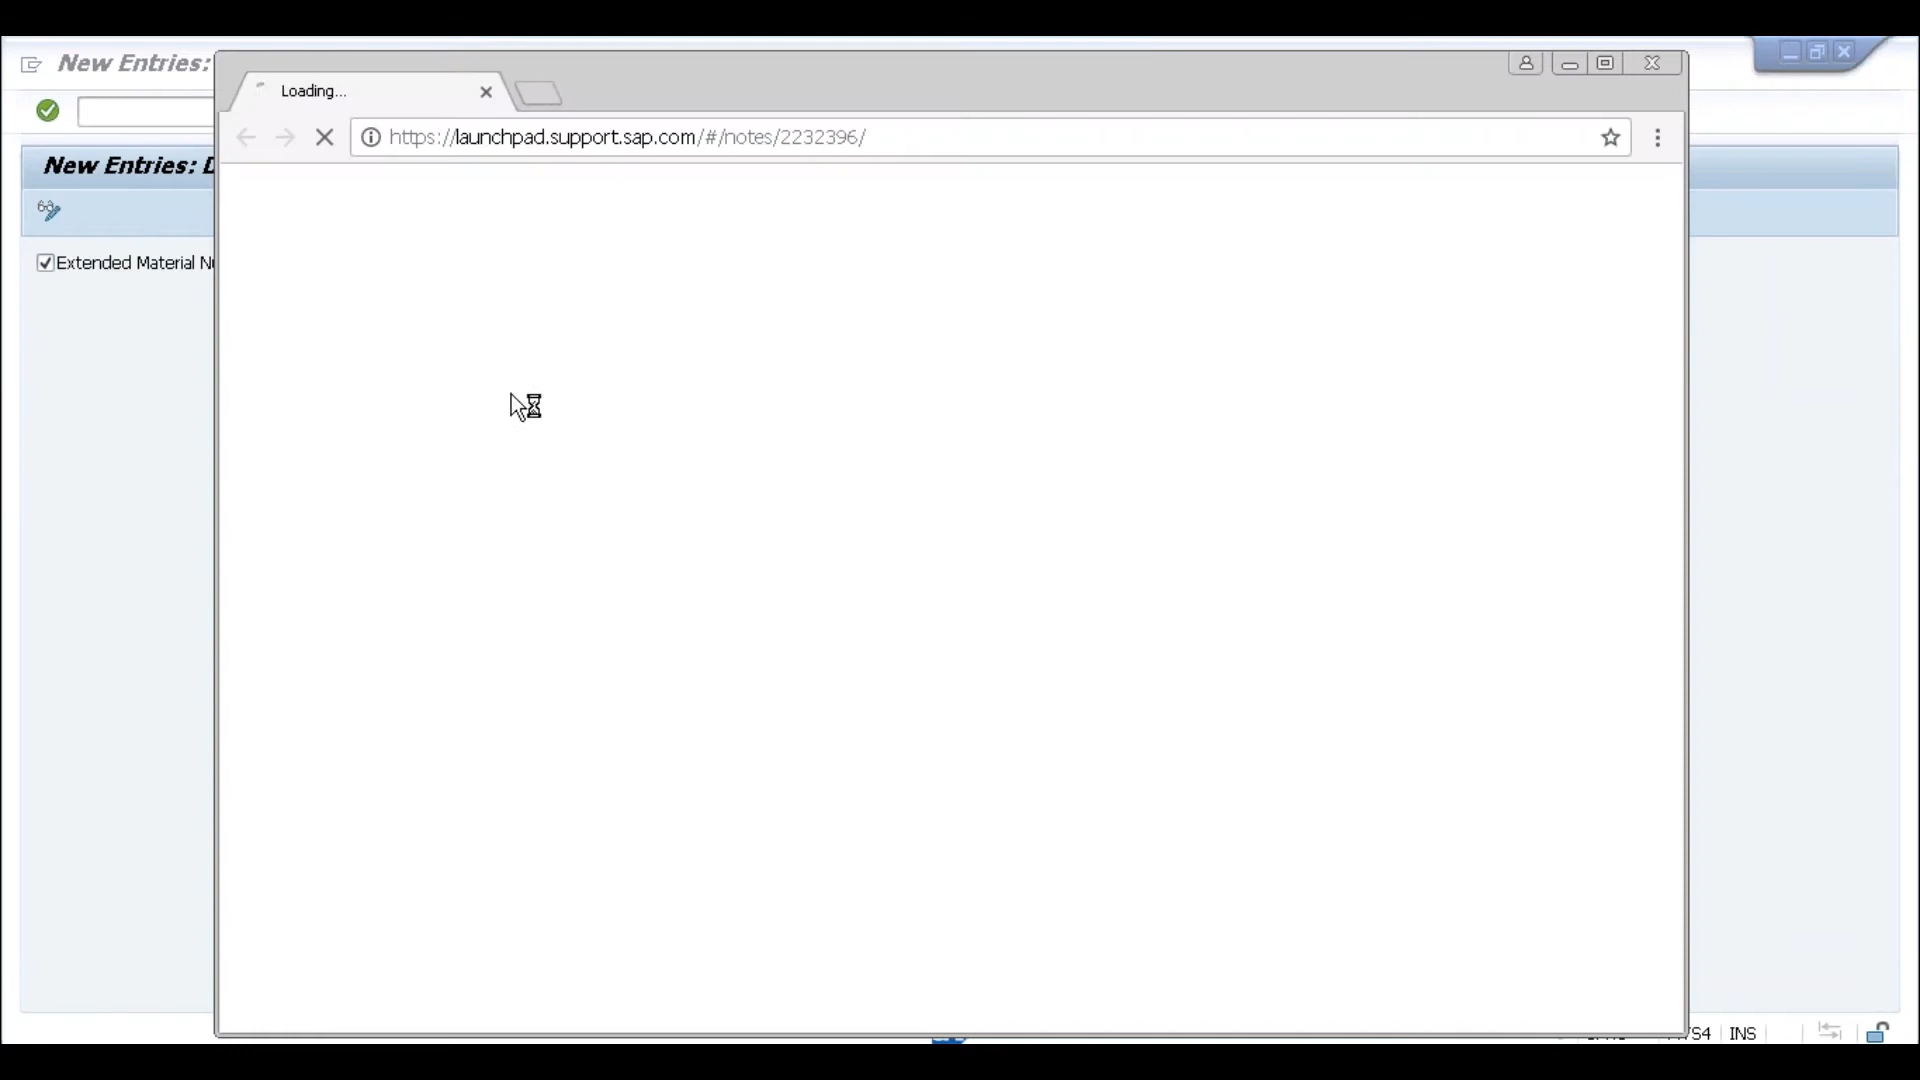 New Entries:
Loading...
https://launchpad.support.sap.com/#/notes/2232396/
New Entries:
Extended Material
INS